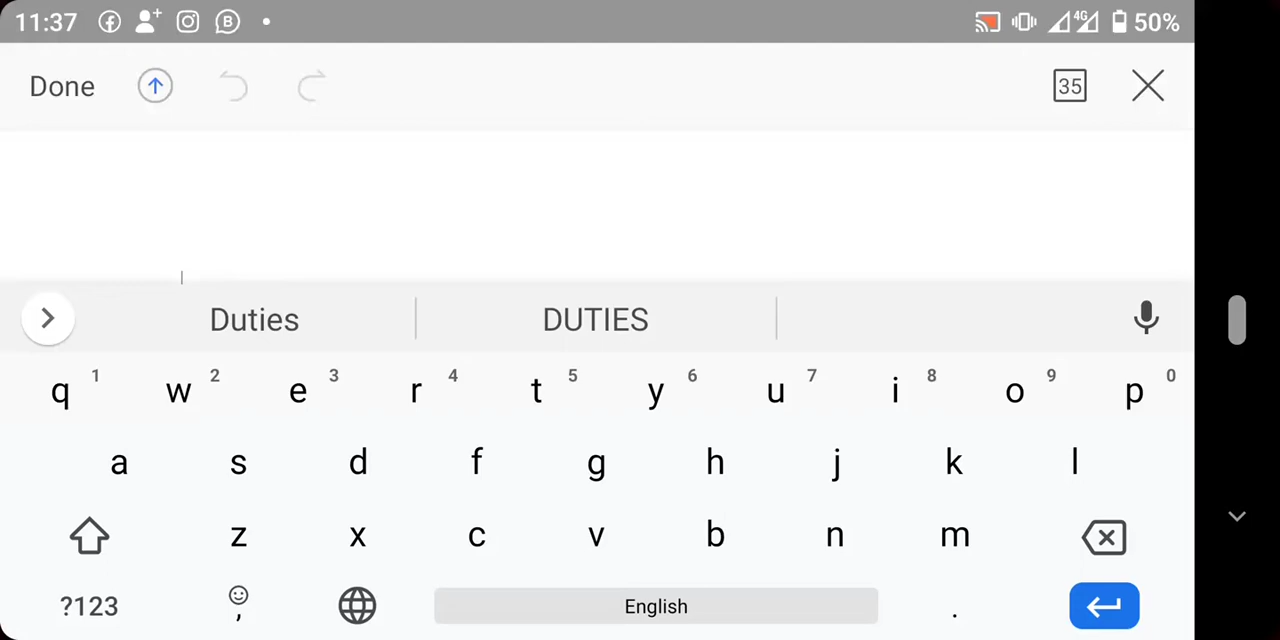 11:37 B 4G 50%
Done 35
Duties DUTIES
q 1 w 2 e 3 r 4 t 5 y 6 u 7 i 8 o 9 p 0
a s d f g h j k l
z x c v b n m
?123 , English .